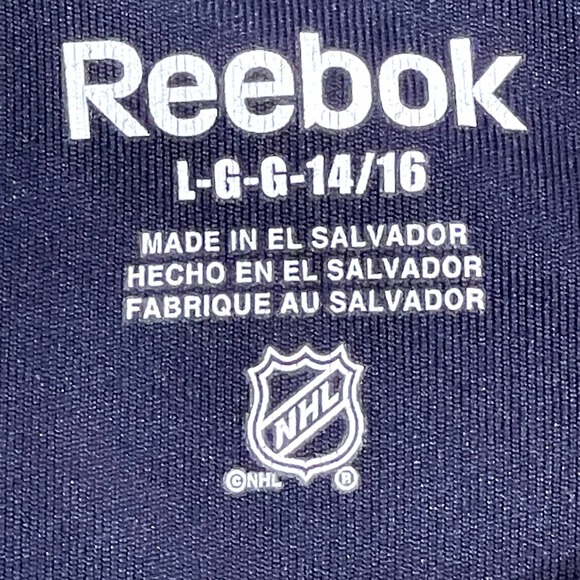 Reebok
L-G-G-14/16
MADE IN EL SALVADOR
HECHO EN EL SALVADOR
FABRIQUE AU SALVADOR
NHL
©NHL ®